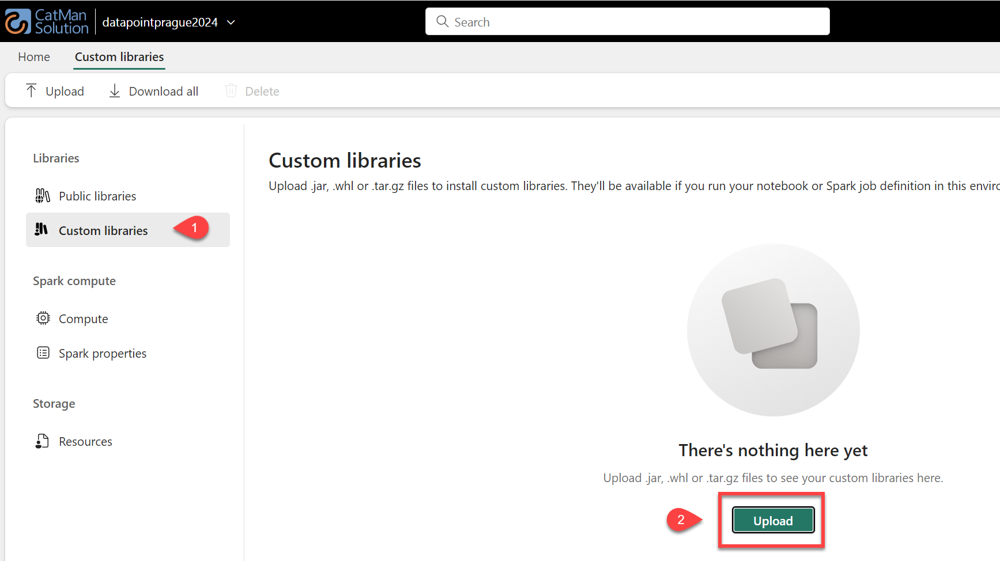 CatMan
Solution
datapointprague2024
Search
Home
Custom libraries
Upload
Download all
Delete
Libraries
Public libraries
Custom libraries
1
Spark compute
Compute
Spark properties
Storage
Resources
Custom libraries
Upload .jar, .whl or .tar.gz files to install custom libraries. They'll be available if you run your notebook or Spark job definition in this
There's nothing here yet
Upload .jar, .whl or .tar.gz files to see your custom libraries here.
2
Upload